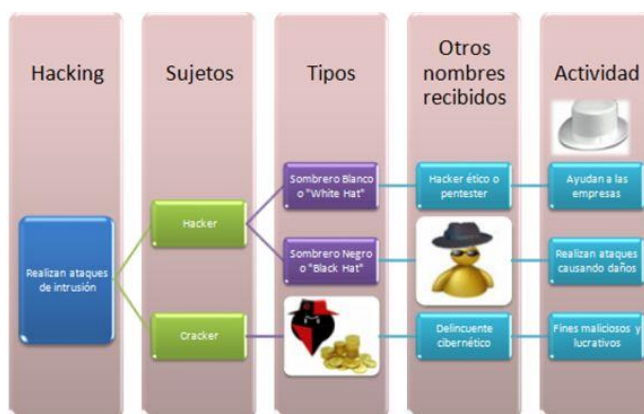 Hacking
Sujetos
Tipos
Otros
nombres
recibidos
Actividad
Realizan ataques
de intrusión
Hacker
Cracker
Sombrero Blanco
o "White Hat"
Sombrero Negro
o "Black Hat"
Hacker ético o
pentester
Delincuente
cibernético
Ayudan a las
empresas
Realizan ataques
causando daños
Fines maliciosos y
lucrativos